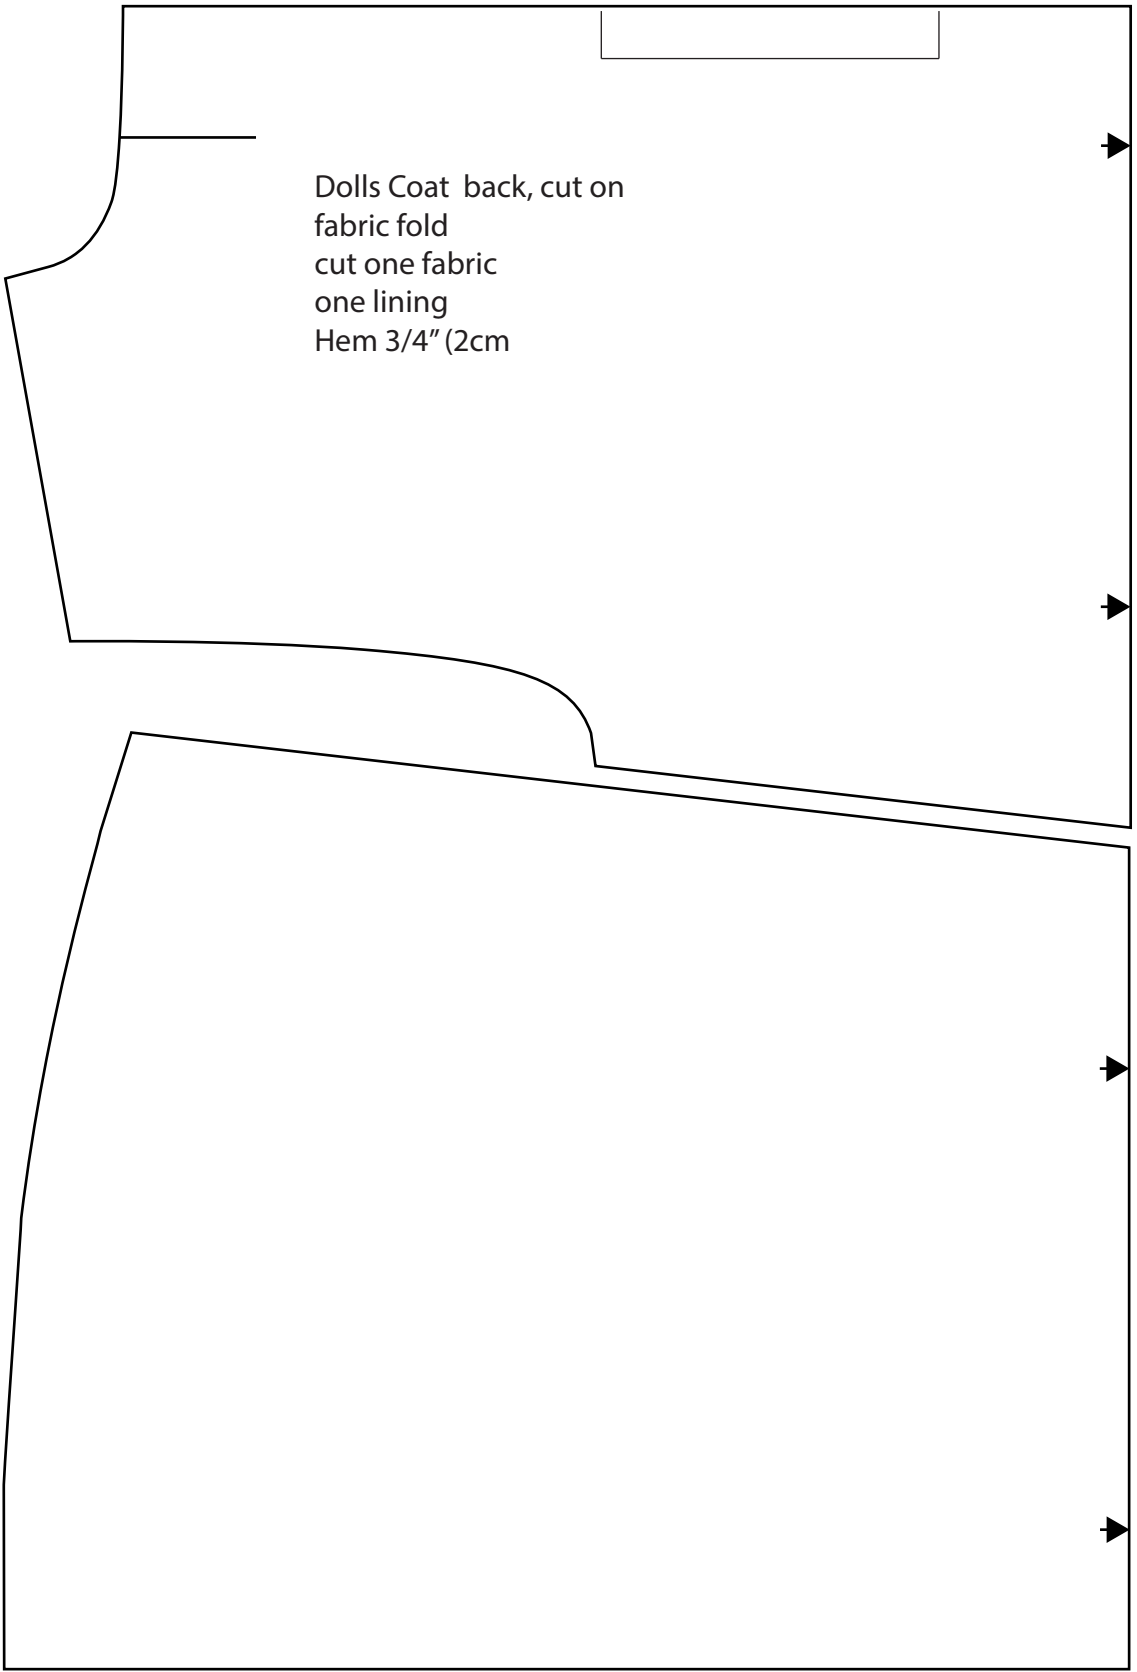 Dolls Coat  back, cut on
fabric fold
cut one fabric
one lining
Hem 3/4” (2cm